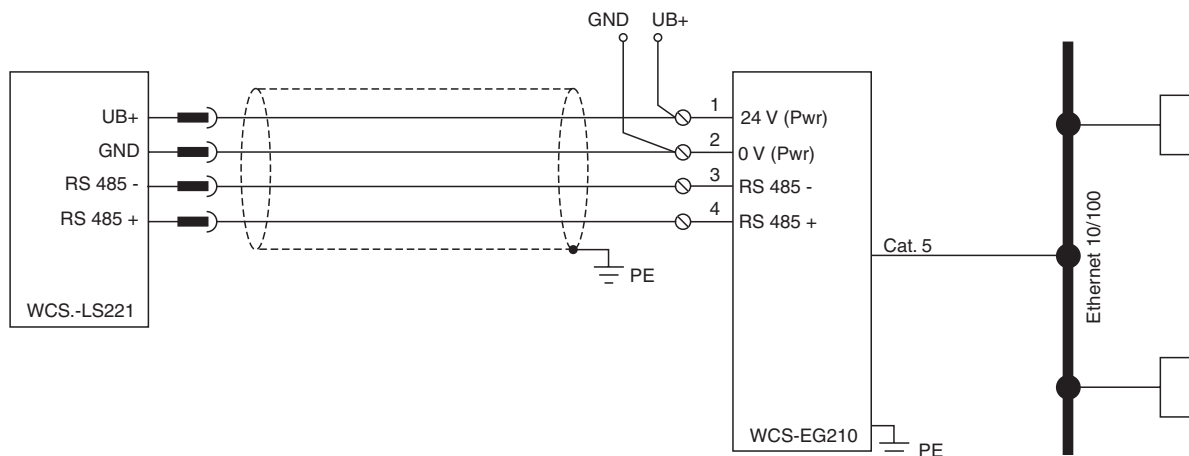 GND UB+
UB+
GND
RS 485 -
RS 485 +
WCS.-LS221
PE
1
24 V (Pwr)
2
0 V (Pwr)
3
RS 485 -
4
RS 485 +
WCS-EG210
PE
Cat. 5
Ethernet 10/100